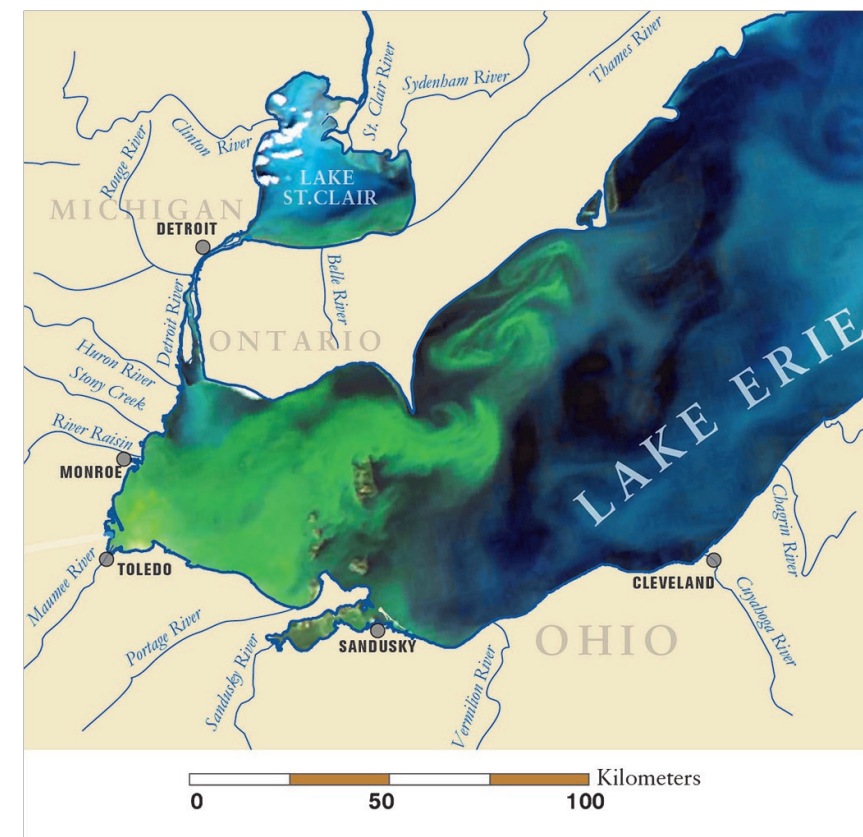 St. Clair River
Sydenham River
Thames River
Clinton
River
Rouge River
LAKE
ST.CLAIR
MICHIGAN
DETROIT
Belle River
Detroit River
ONTARIO
Huron River
Stony Creek
River Raisin
LAKE ERIE
MONROE
Chagrin River
TOLEDO
Maumee River
CLEVELAND
Cuyahoga River
Portage River
Sandusky River
SANDUSKY
OHIO
Vermilion River
Kilometers
0 50 100